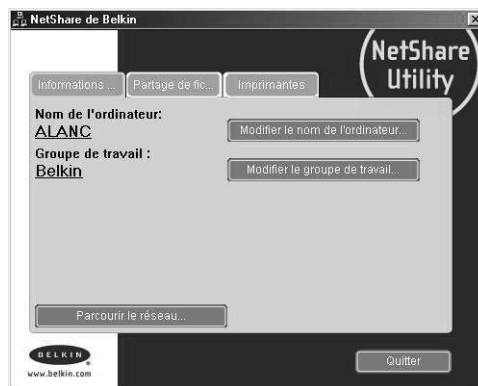 NetShare de Belkin
NetShare
Utility
Informations ...
Partage de fic...
Imprimantes
Nom de l'ordinateur:
ALANC
Modifier le nom de l'ordinateur...
Groupe de travail :
Belkin
Modifier le groupe de travail...
Parcourir le réseau...
BELKIN
www.belkin.com
Quitter